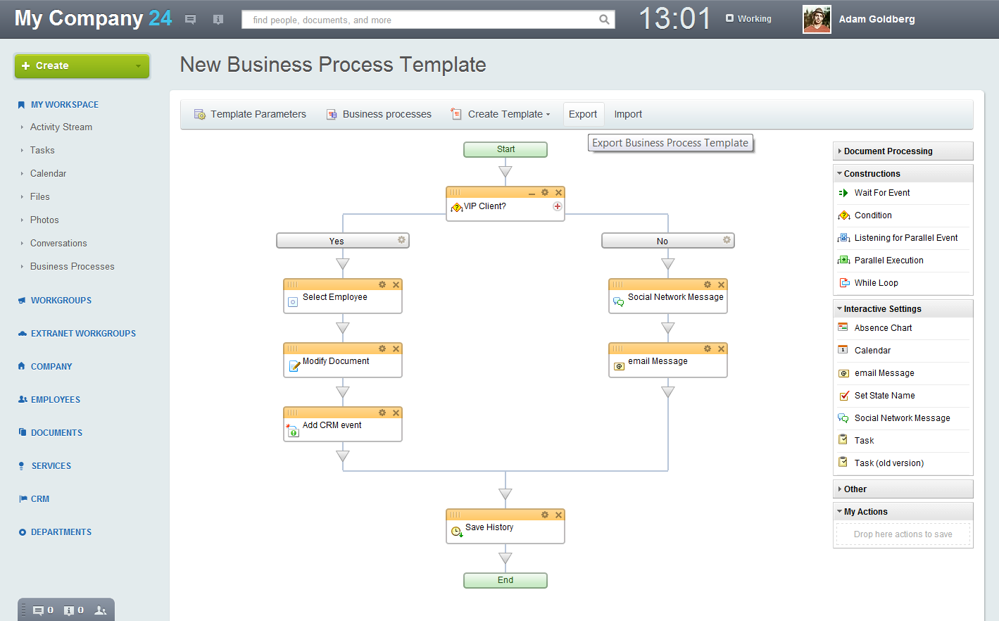 My Company 24
find people, documents, and more
13:01
Working
Adam Goldberg
Create
New Business Process Template
MY WORKSPACE
Activity Stream
Tasks
Calendar
Files
Photos
Conversations
Business Processes
WORKGROUPS
EXTRANET WORKGROUPS
COMPANY
EMPLOYEES
DOCUMENTS
SERVICES
CRM
DEPARTMENTS
0 0
Template Parameters Business processes Create Template Export Import
Export Business Process Template
Start
VIP Client?
Yes
No
Select Employee
Social Network Message
Modify Document
email Message
Add CRM event
Save History
End
Document Processing
Constructions
Wait For Event
Condition
Listening for Parallel Event
Parallel Execution
While Loop
Interactive Settings
Absence Chart
Calendar
email Message
Set State Name
Social Network Message
Task
Task (old version)
Other
My Actions
Drop here actions to save